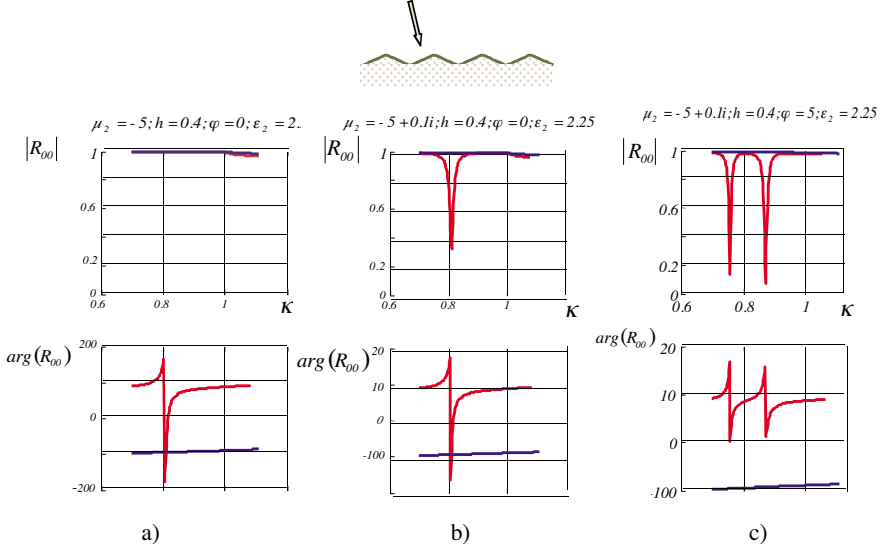 μ₂ = - 5; h = 0.4; φ = 0; ε₂ = 2.
μ₂ = - 5 + 0.1i; h = 0.4; φ = 0; ε₂ = 2.25
μ₂ = - 5 + 0.1i; h = 0.4; φ = 5; ε₂ = 2.25
|R₀₀|
1
0.6
0.2
0
0.6
0.8
1
κ
|R₀₀|
1
0.6
0.2
0
0.6
0.8
1
κ
|R₀₀|
1
0.6
0.2
0
0.6
0.8
1
κ
arg(R₀₀)
200
100
0
-200
arg(R₀₀)
20
10
0
-100
arg(R₀₀)
20
10
0
-100
a)
b)
c)